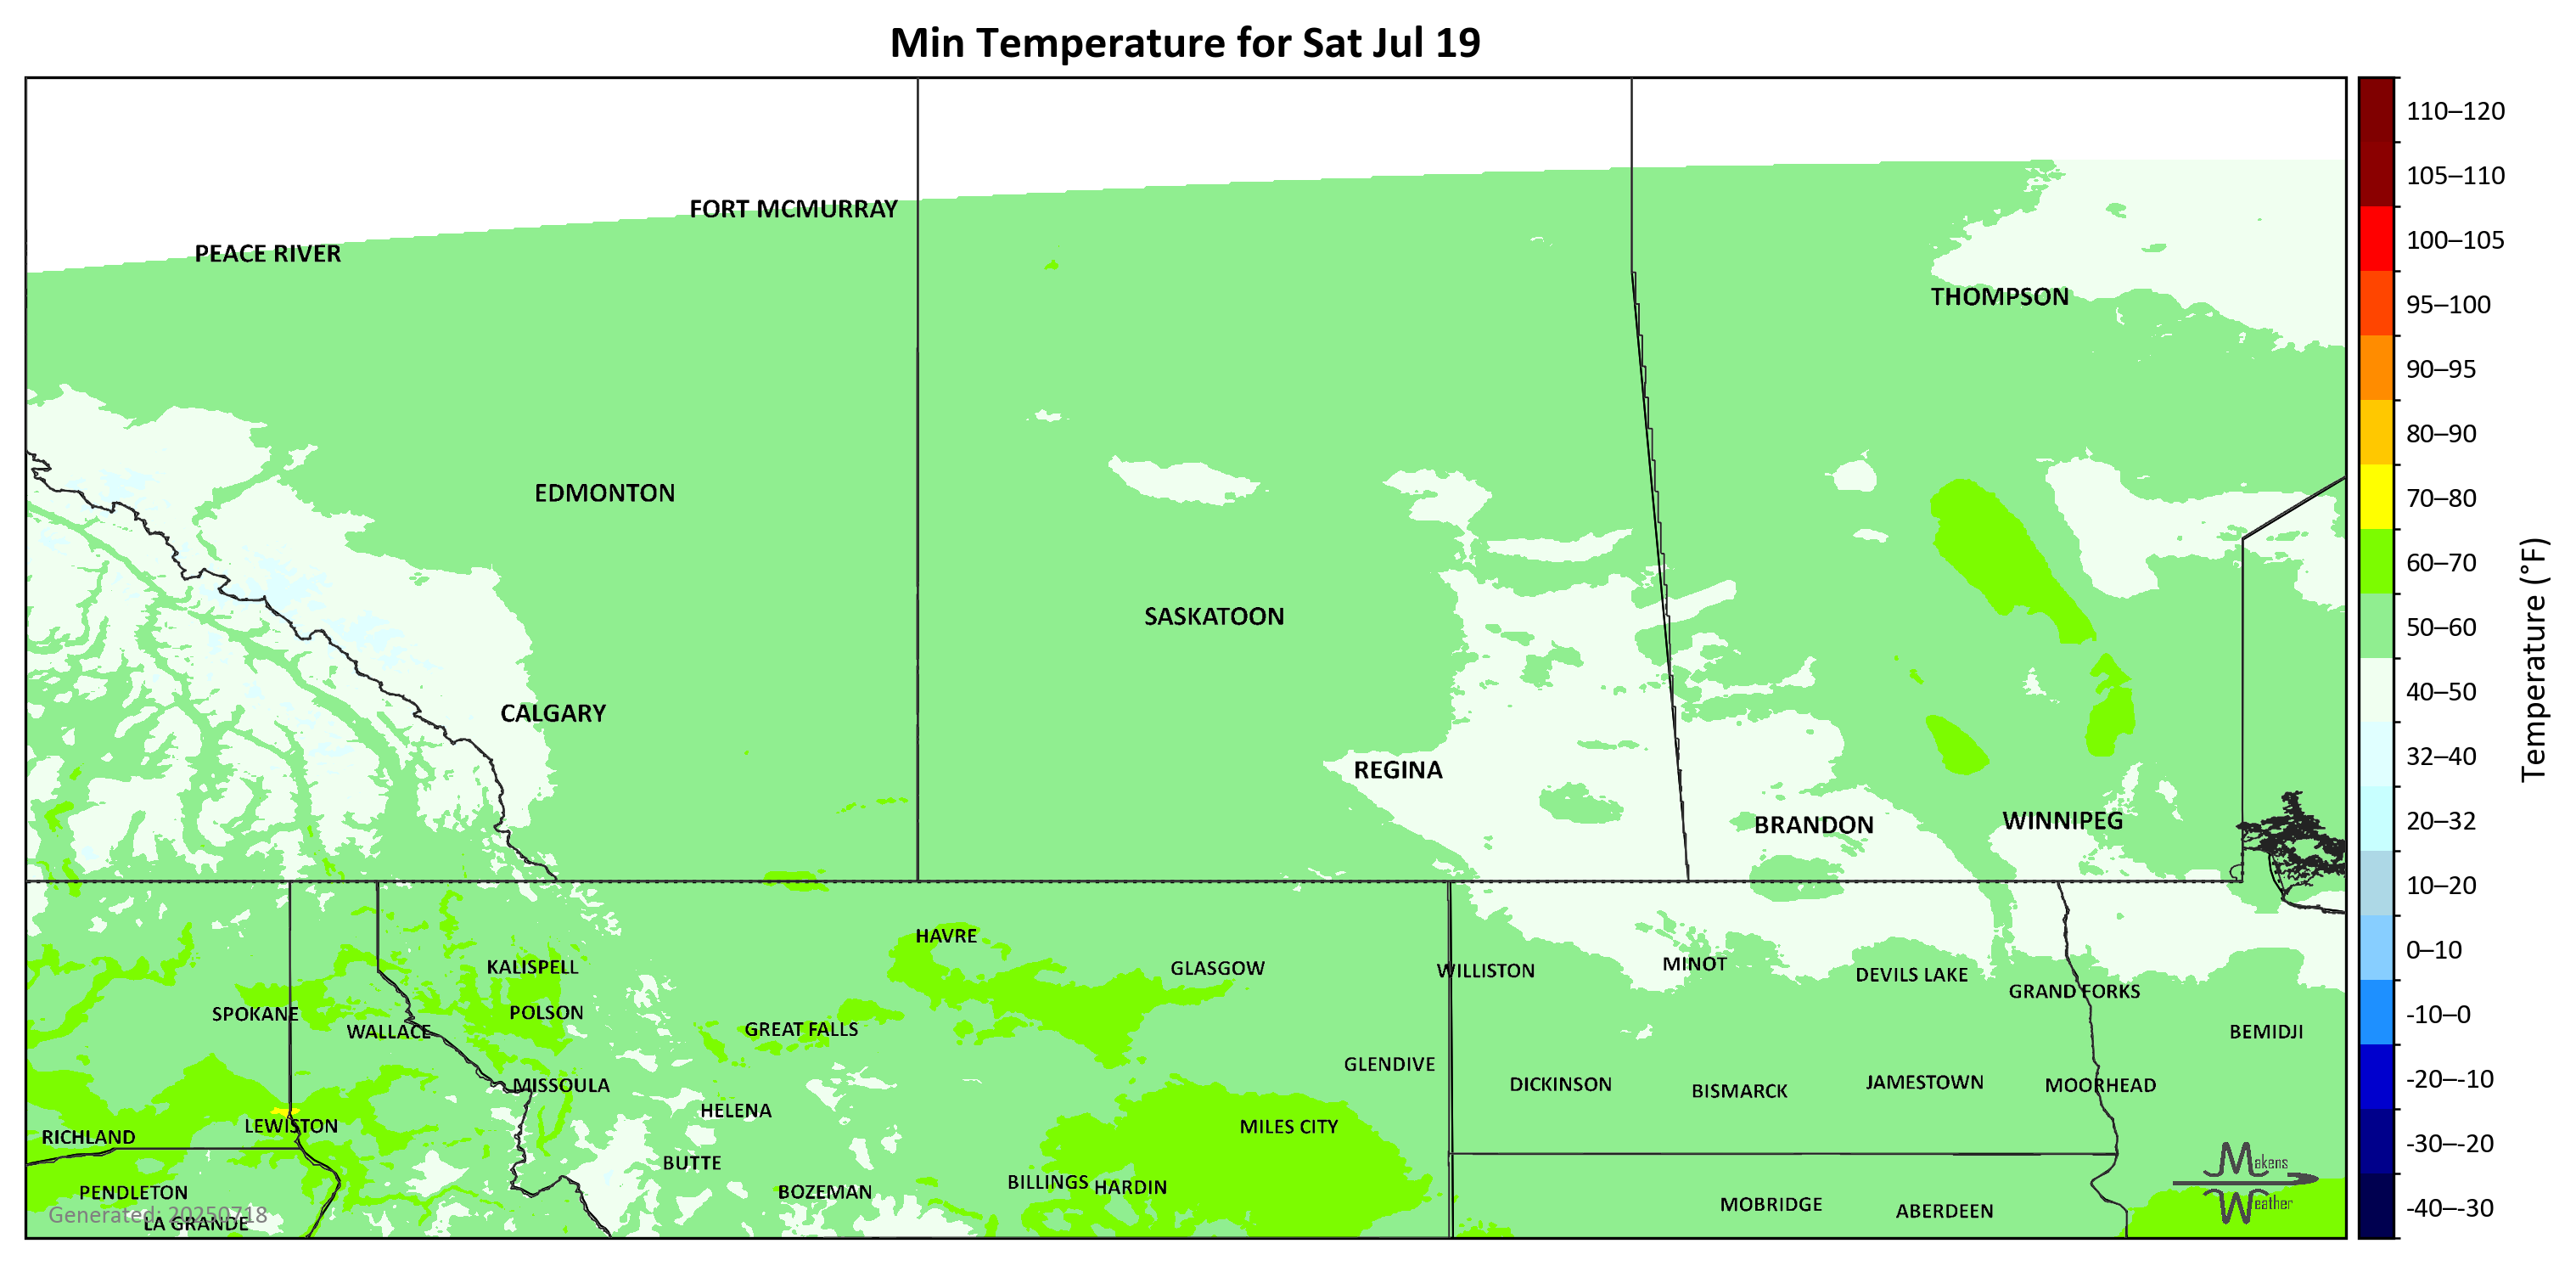 Min Temperature for Sat Jul 19
FORT MCMURRAY
PEACE RIVER
THOMPSON
EDMONTON
SASKATOON
CALGARY
REGINA
BRANDON
WINNIPEG
HAVRE
KALISPELL
GLASGOW
WILLISTON
MINOT
DEVILS LAKE
GRAND FORKS
SPOKANE
POLSON
WALLACE
GREAT FALLS
BEMIDJI
GLENDIVE
MISSOULA
DICKINSON
BISMARCK
JAMESTOWN
MOORHEAD
HELENA
LEWISTON
MILES CITY
RICHLAND
BUTTE
PENDLETON
BOZEMAN
BILLINGS
HARDIN
MOBRIDGE
ABERDEEN
LA GRANDE
Generated: 20250718
Makens
Weather
110–120
105–110
100–105
95–100
90–95
80–90
70–80
60–70
50–60
40–50
32–40
20–32
10–20
0–10
-10–0
-20–-10
-30–-20
-40–-30
Temperature (°F)